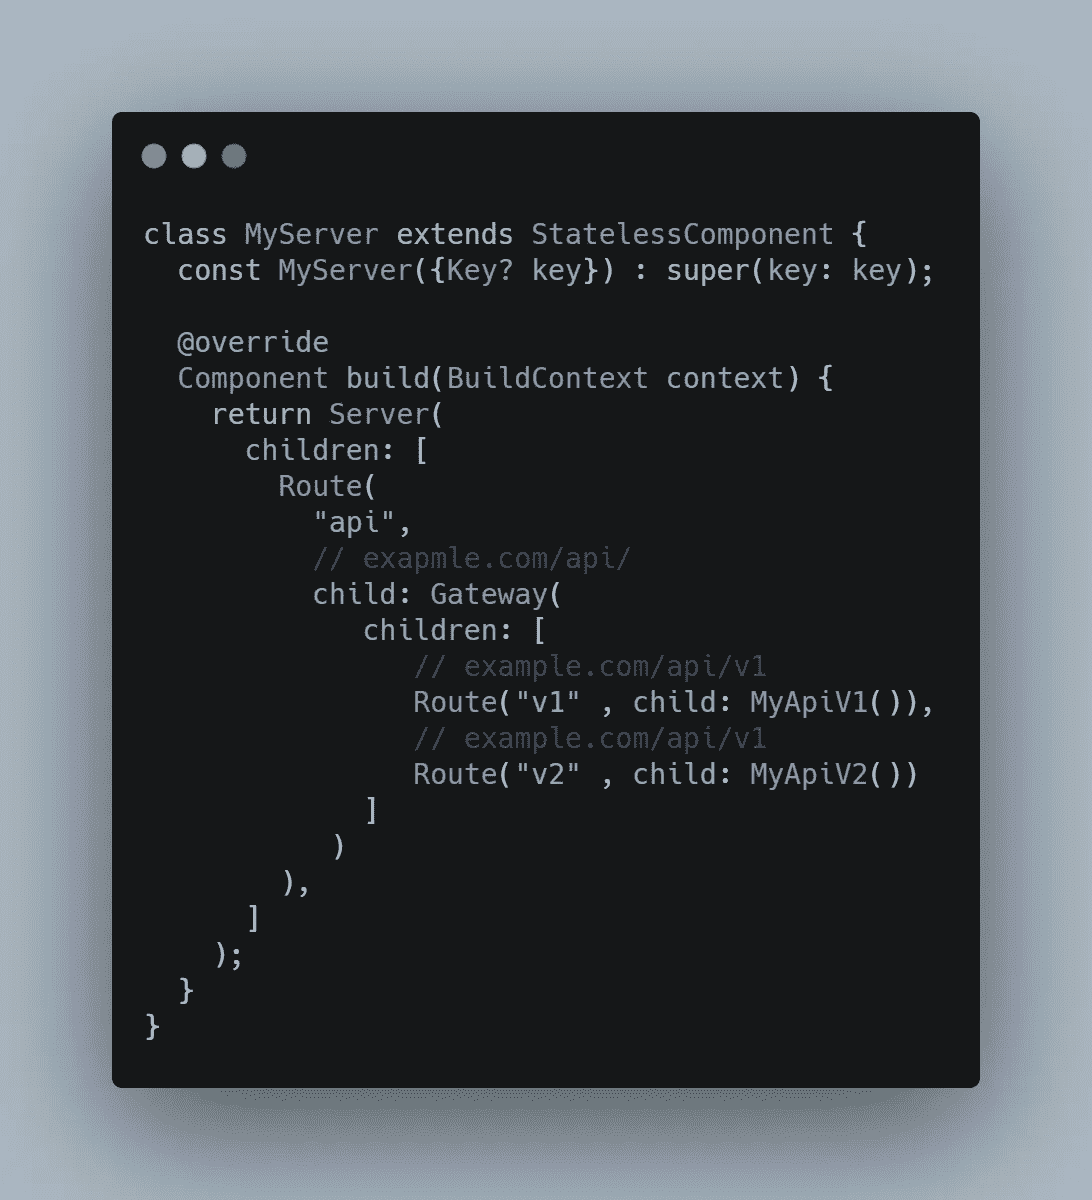 class MyServer extends StatelessComponent {
  const MyServer({Key? key}) : super(key: key);

  @override
  Component build(BuildContext context) {
    return Server(
      children: [
        Route(
          "api",
          // exapmle.com/api/
          child: Gateway(
             children: [
                // example.com/api/v1
                Route("v1" , child: MyApiV1()),
                // example.com/api/v1
                Route("v2" , child: MyApiV2())
             ]
           )
        ),
      ]
    );
  }
}